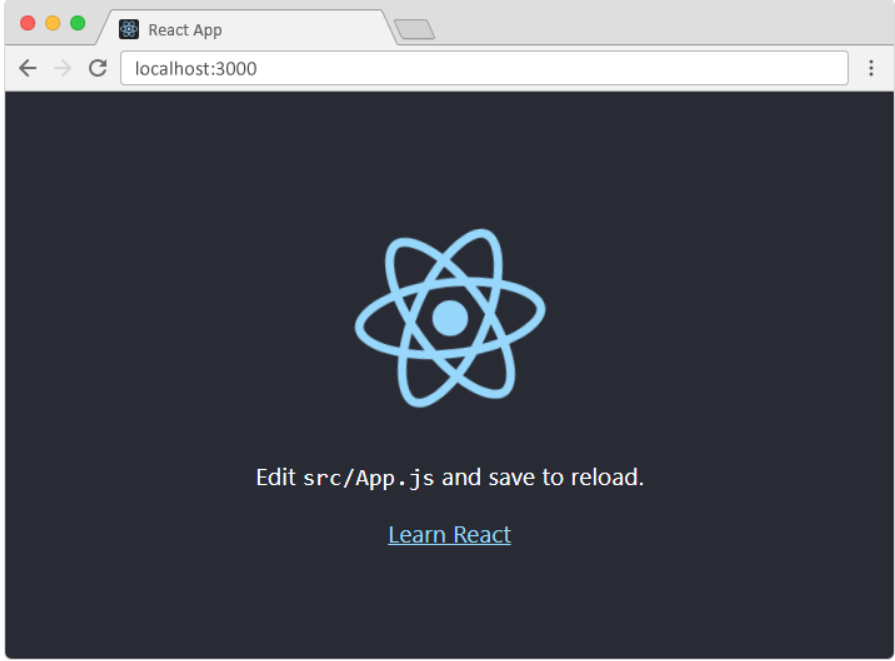 React App
localhost:3000
Edit src/App.js and save to reload.
Learn React